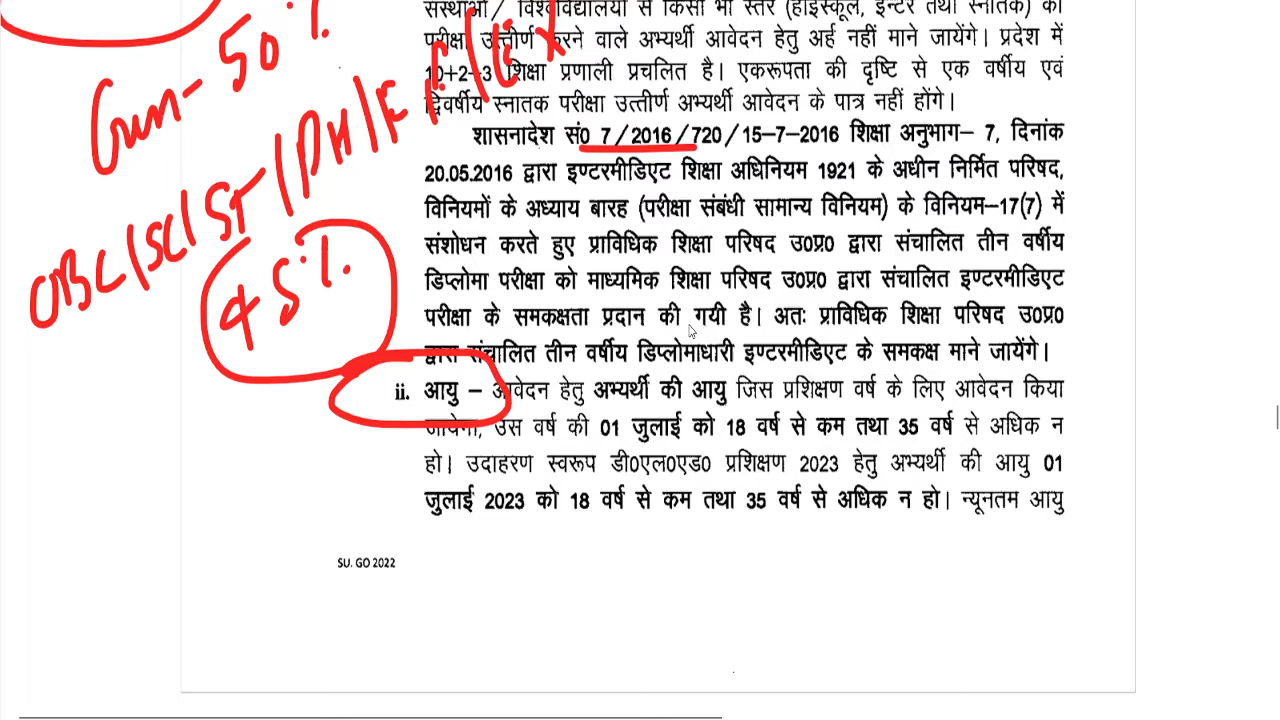 संस्थाओं/ विश्वविद्यालयों से किसी भी स्तर (हाईस्कूल, इन्टर तथा स्नातक) की
परीक्षा उत्तीर्ण करने वाले अभ्यर्थी आवेदन हेतु अर्ह नहीं माने जायेंगे। प्रदेश में
10+2+3 शिक्षा प्रणाली प्रचलित है। एकरूपता की दृष्टि से एक वर्षीय एवं
द्विवर्षीय स्नातक परीक्षा उत्तीर्ण अभ्यर्थी आवेदन के पात्र नहीं होंगे।
Gen- 50%
OBC/SC/ST/PH/FF/Ex
45%
शासनादेश सं0 7/2016/720/15-7-2016 शिक्षा अनुभाग- 7, दिनांक
20.05.2016 द्वारा इण्टरमीडिएट शिक्षा अधिनियम 1921 के अधीन निर्मित परिषद,
विनियमों के अध्याय बारह (परीक्षा संबंधी सामान्य विनियम) के विनियम-17(7) में
संशोधन करते हुए प्राविधिक शिक्षा परिषद उ0प्र0 द्वारा संचालित तीन वर्षीय
डिप्लोमा परीक्षा को माध्यमिक शिक्षा परिषद उ0प्र0 द्वारा संचालित इण्टरमीडिएट
परीक्षा के समकक्षता प्रदान की गयी है। अतः प्राविधिक शिक्षा परिषद उ0प्र0
द्वारा संचालित तीन वर्षीय डिप्लोमाधारी इण्टरमीडिएट के समकक्ष माने जायेंगे।
ii. आयु – आवेदन हेतु अभ्यर्थी की आयु जिस प्रशिक्षण वर्ष के लिए आवेदन किया
जायेगा, उस वर्ष की 01 जुलाई को 18 वर्ष से कम तथा 35 वर्ष से अधिक न
हो। उदाहरण स्वरूप डी0एल0एड0 प्रशिक्षण 2023 हेतु अभ्यर्थी की आयु 01
जुलाई 2023 को 18 वर्ष से कम तथा 35 वर्ष से अधिक न हो। न्यूनतम आयु
SU. GO 2022